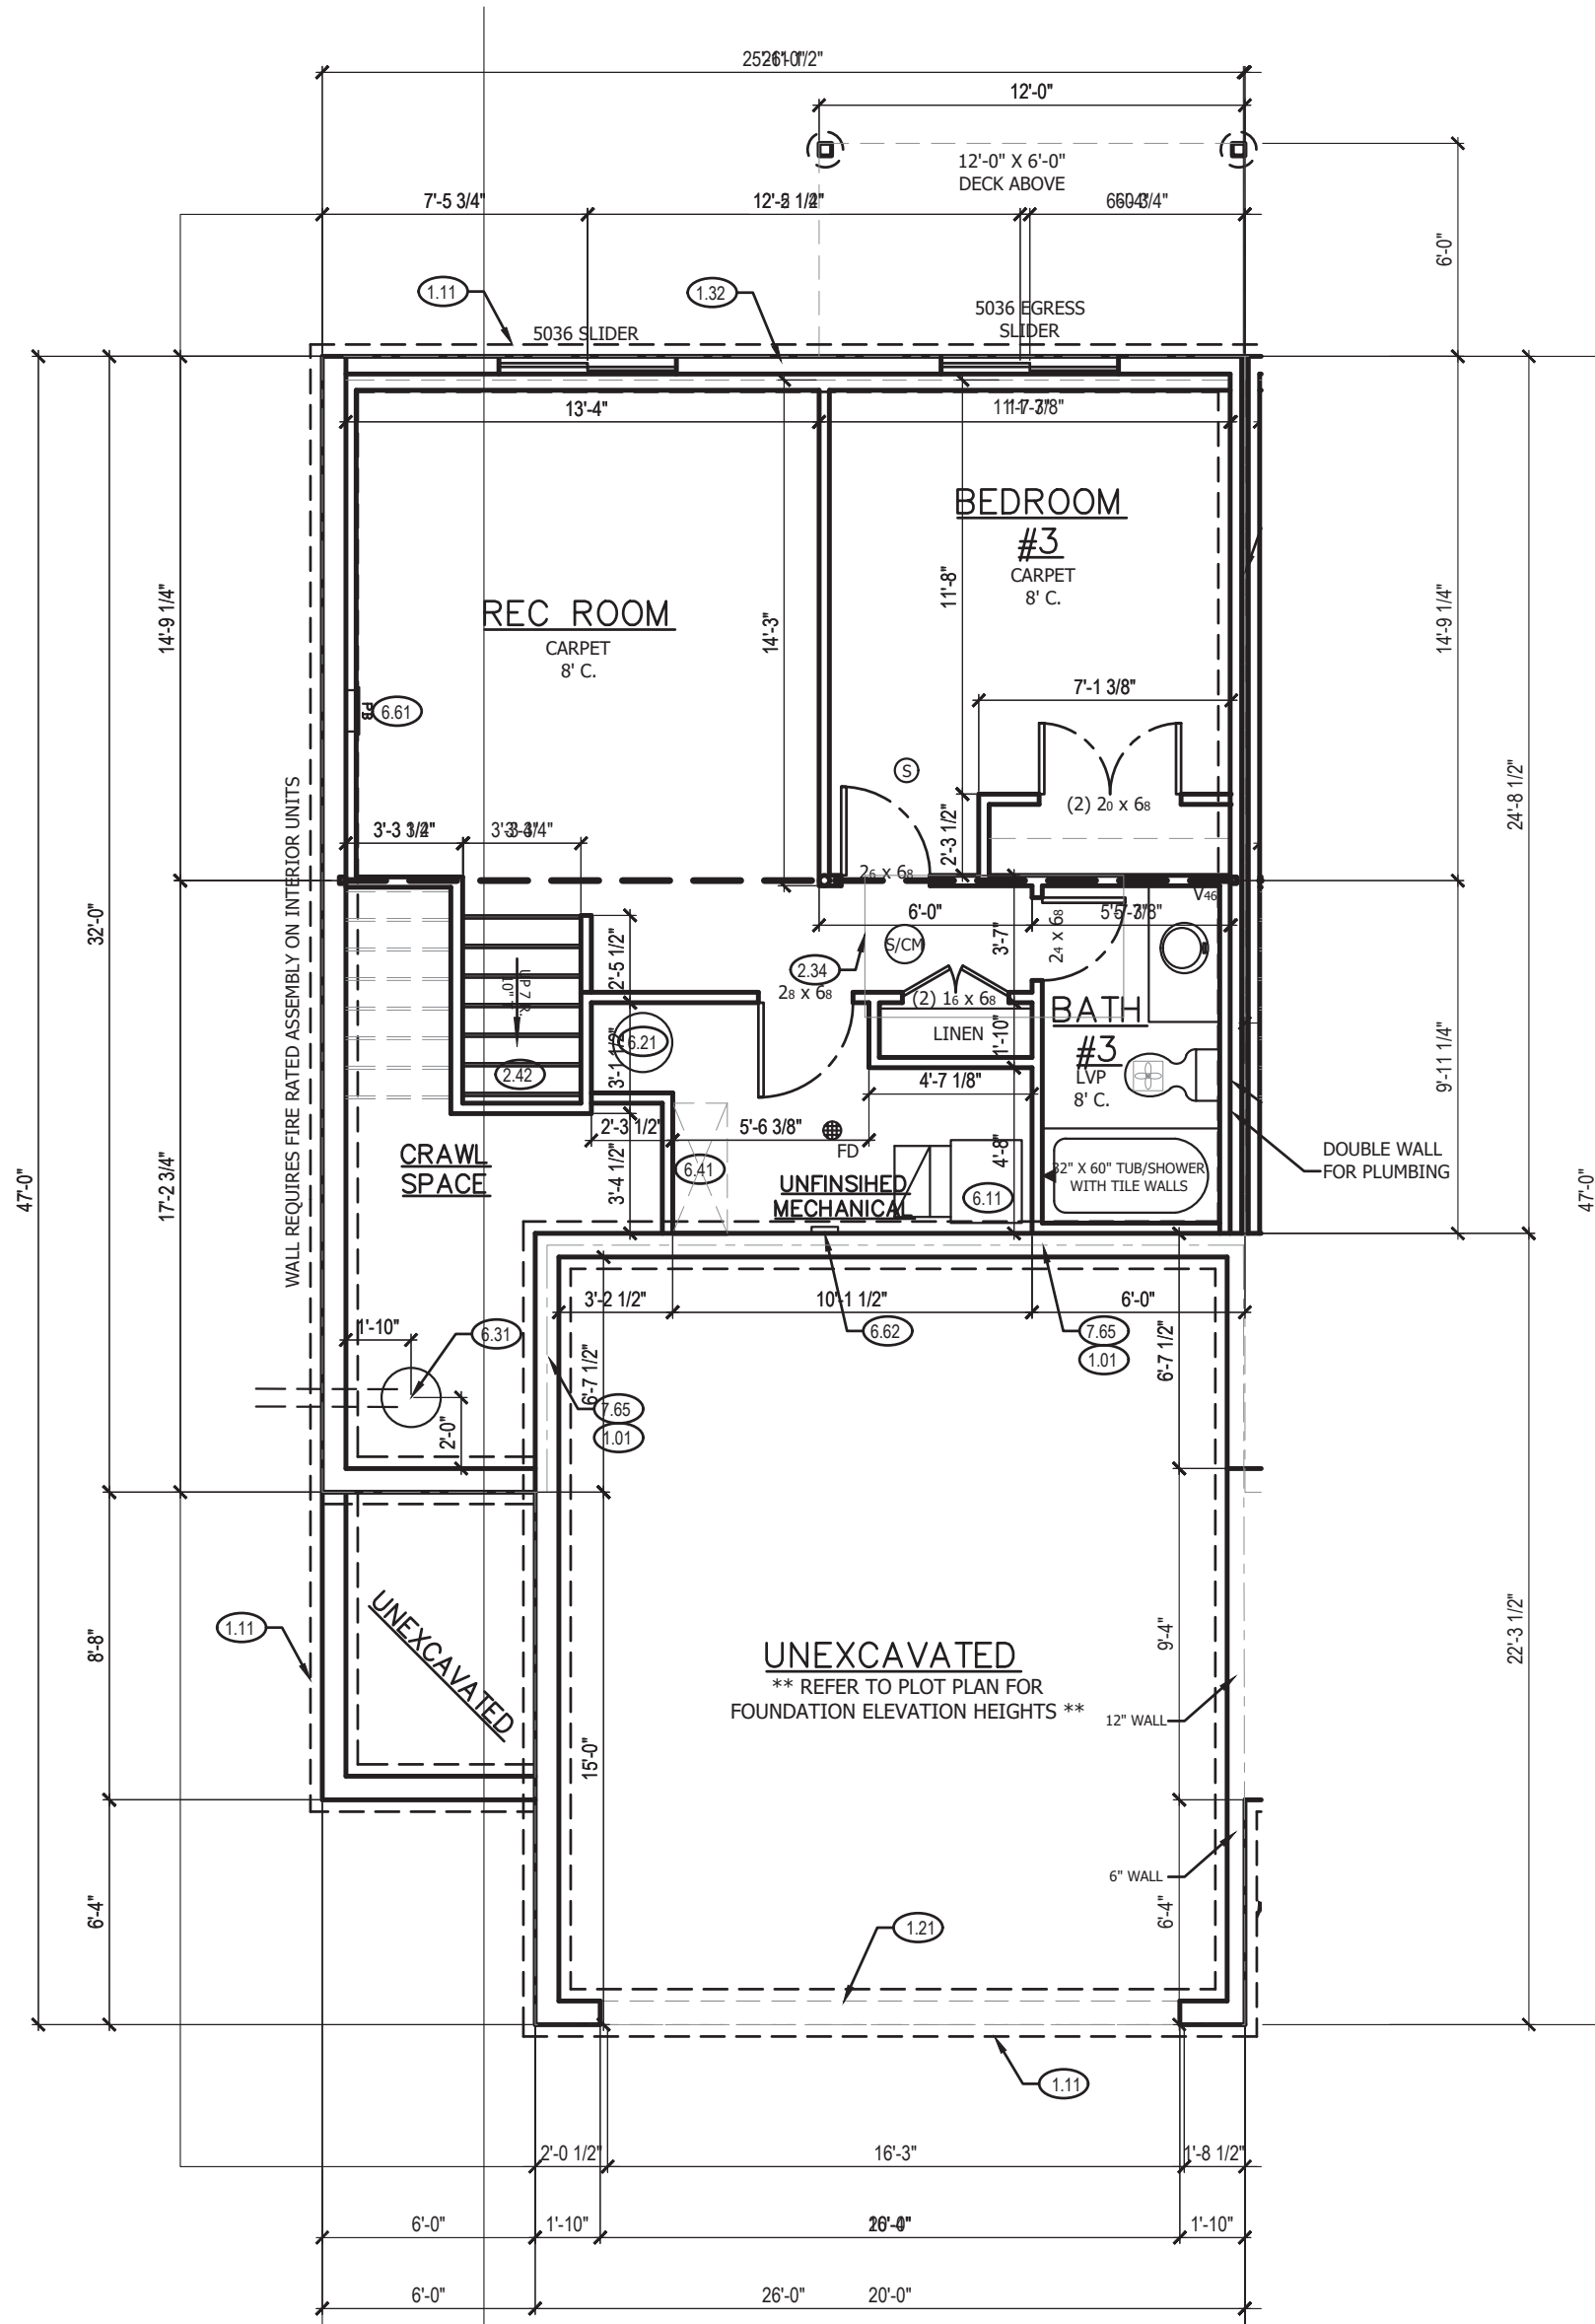 12'-0"
12'-0" X 6'-0"
DECK ABOVE
7'-5 3/4"
6'-0"
1.11
1.32
5036 SLIDER
5036 EGRESS
SLIDER
13'-4"
BEDROOM
#3
CARPET
8' C.
11'-8"
REC ROOM
CARPET
8' C.
14'-3"
14'-9 1/4"
14'-9 1/4"
7'-1 3/8"
PB
6.61
S
(2) 20 x 68
24'-8 1/2"
2'-3 1/2"
WALL REQUIRES FIRE RATED ASSEMBLY ON INTERIOR UNITS
26 x 68
V46
32'-0"
6'-0"
24 x 68
3'-7"
S/CM
2'-5 1/2"
2.34
28 x 68
(2) 16 x 68
UP 7 R.
10" T.
BATH
#3
LVP
8' C.
LINEN
1'-10"
6.21
3'-1 1/2"
2.42
4'-7 1/8"
9'-11 1/4"
2'-3 1/2"
5'-6 3/8"
FD
DOUBLE WALL
FOR PLUMBING
CRAWL
SPACE
6.41
3'-4 1/2"
4'-8"
32" X 60" TUB/SHOWER
WITH TILE WALLS
UNFINSIHED
MECHANICAL
6.11
47'-0"
17'-2 3/4"
47'-0"
3'-2 1/2"
10'-1 1/2"
6'-0"
1'-10"
6.31
6.62
7.65
1.01
6'-7 1/2"
6'-7 1/2"
7.65
1.01
2'-0"
1.11
UNEXCAVATED
8'-8"
UNEXCAVATED
** REFER TO PLOT PLAN FOR
FOUNDATION ELEVATION HEIGHTS **
9'-4"
22'-3 1/2"
12" WALL
15'-0"
6" WALL
6'-4"
6'-4"
1.21
1.11
2'-0 1/2"
16'-3"
1'-8 1/2"
6'-0"
1'-10"
1'-10"
6'-0"
26'-0"
20'-0"